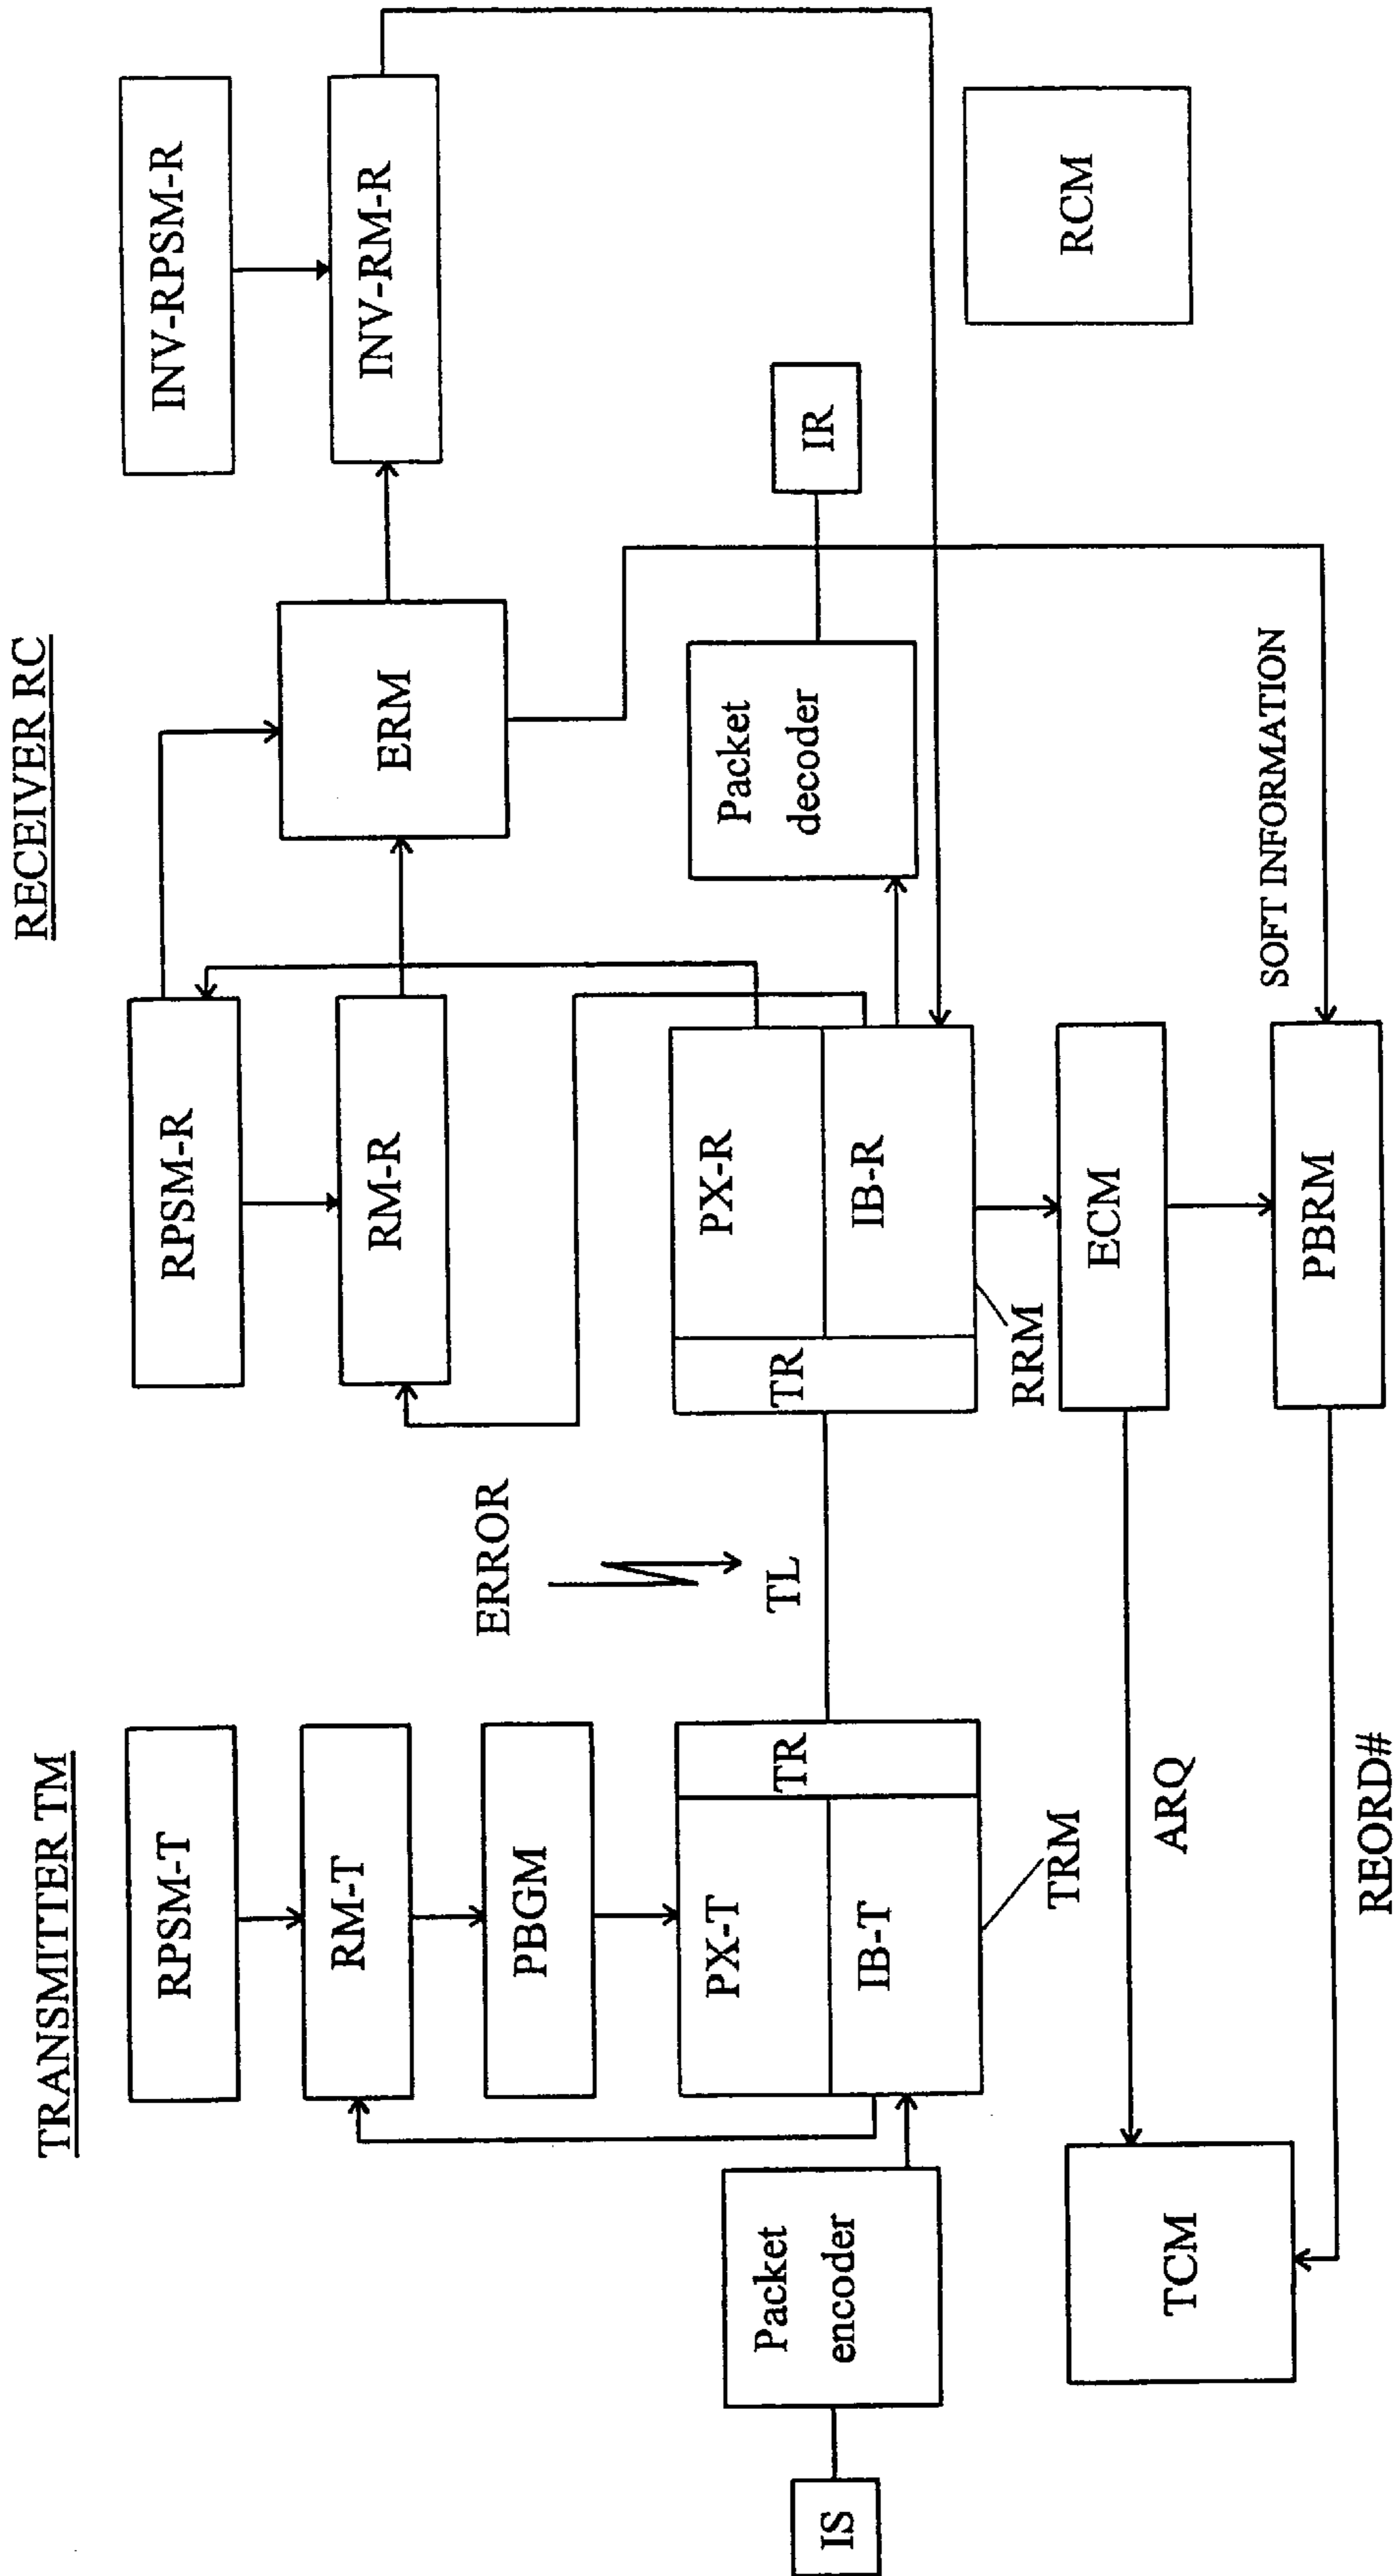 TRANSMITTER TM
RECEIVER RC
RPSM-T
RM-T
PBGM
PX-T
IB-T
TR
TRM
Packet
encoder
IS
TCM
ARQ
REORD#
ERROR
TL
RPSM-R
RM-R
PX-R
IB-R
TR
RRM
ECM
PBRM
SOFT INFORMATION
ERM
Packet
decoder
IR
INV-RPSM-R
INV-RM-R
RCM